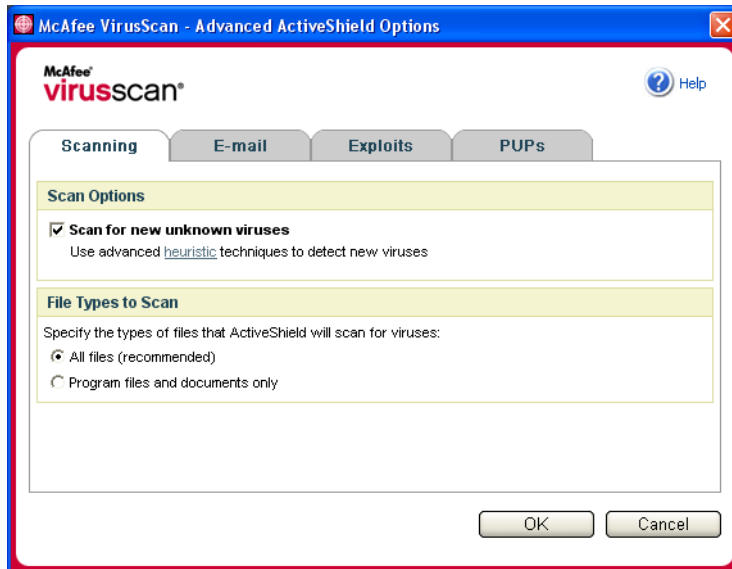 McAfee VirusScan - Advanced ActiveShield Options
McAfee®
virusscan®
Help
Scanning
E-mail
Exploits
PUPs
Scan Options
Scan for new unknown viruses
Use advanced heuristic techniques to detect new viruses
File Types to Scan
Specify the types of files that ActiveShield will scan for viruses:
All files (recommended)
Program files and documents only
OK
Cancel